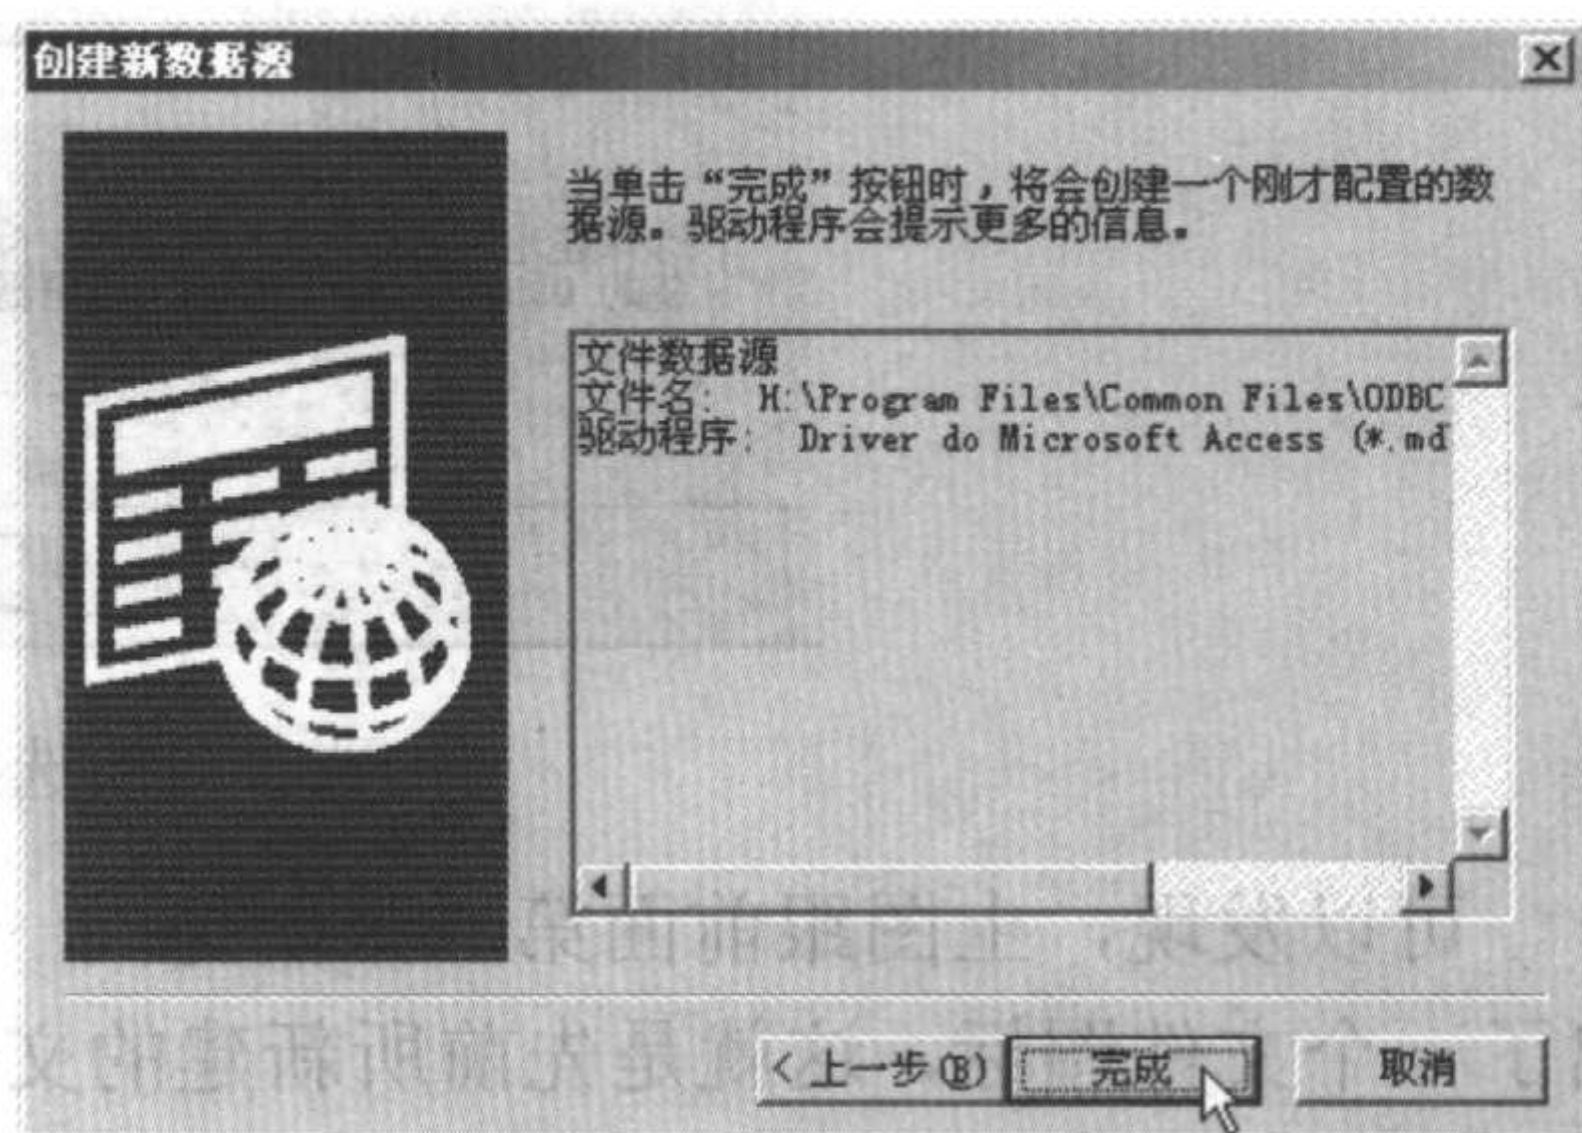 创建新数据源
当单击“完成”按钮时，将会创建一个刚才配置的数
据源。驱动程序会提示更多的信息。
文件数据源
文件名： H:\Program Files\Common Files\ODBC
驱动程序： Driver do Microsoft Access (*.md
<上一步(B)
完成
取消